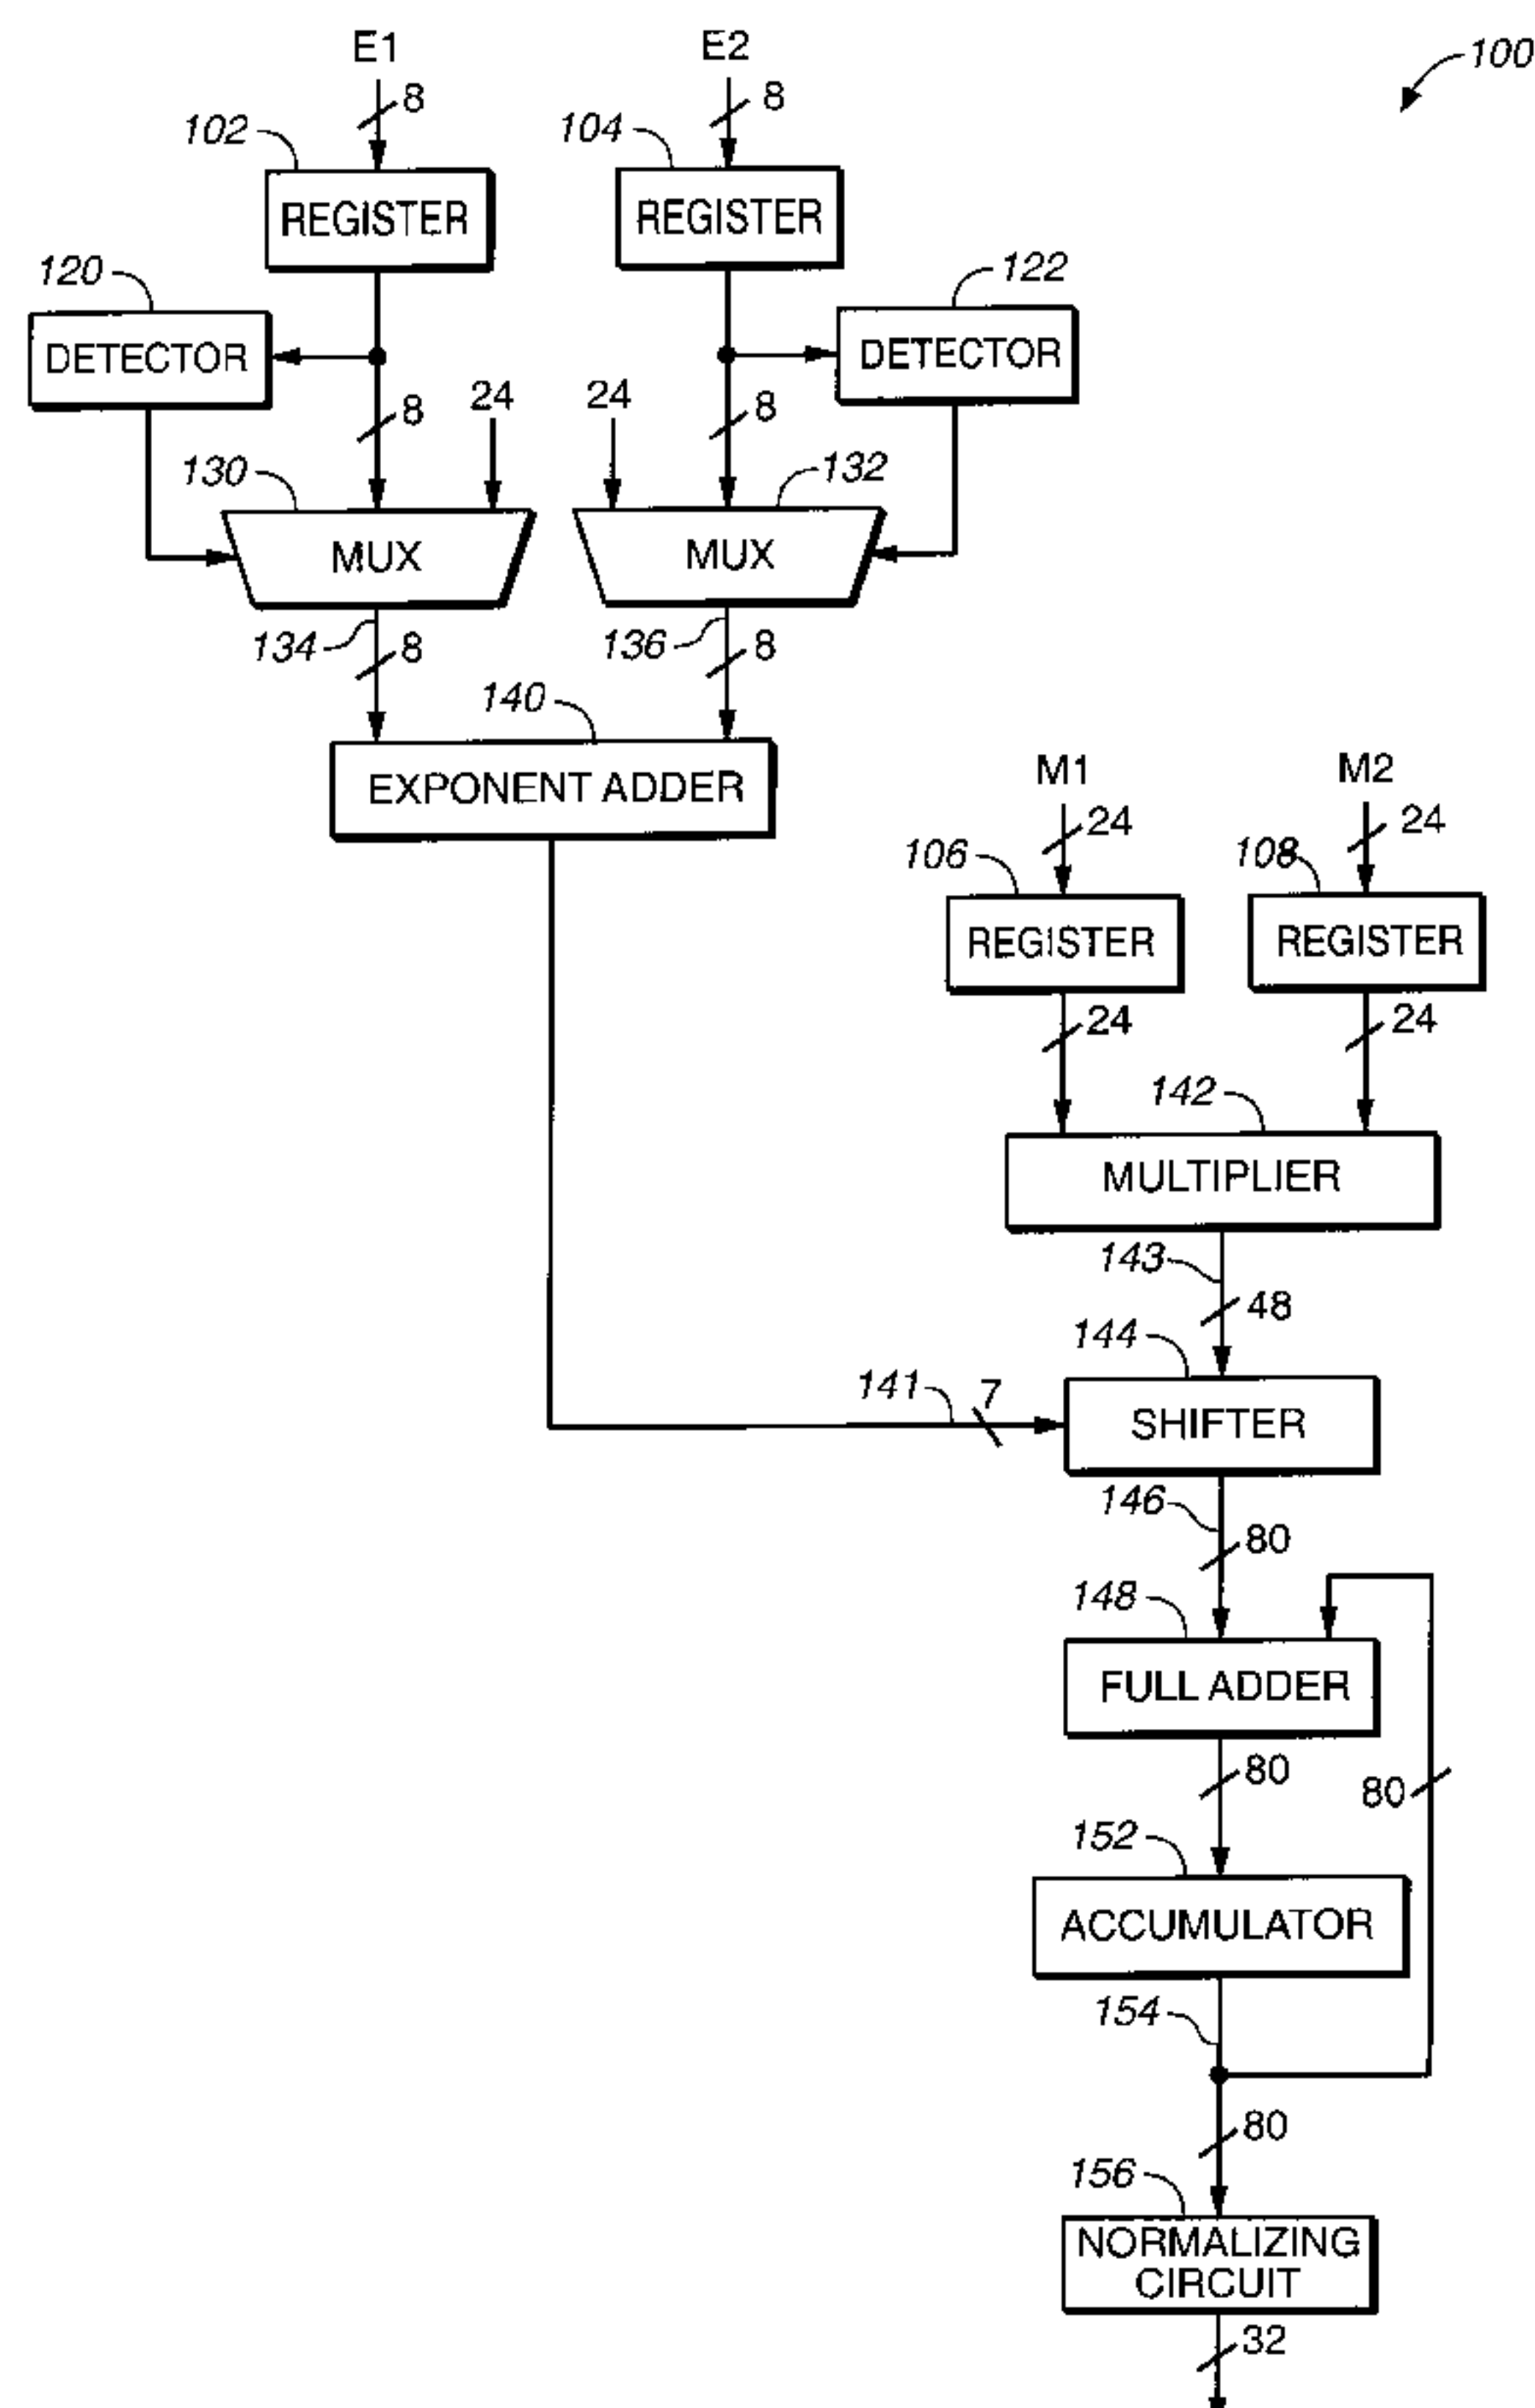 E1
E2
100
8
8
102
104
REGISTER
REGISTER
120
122
DETECTOR
DETECTOR
8
24
24
8
130
132
MUX
MUX
134
8
136
8
140
EXPONENT ADDER
M1
M2
24
24
106
108
REGISTER
REGISTER
24
24
142
MULTIPLIER
143
48
144
141
7
SHIFTER
146
80
148
FULL ADDER
80
80
152
ACCUMULATOR
154
80
156
NORMALIZING
CIRCUIT
32